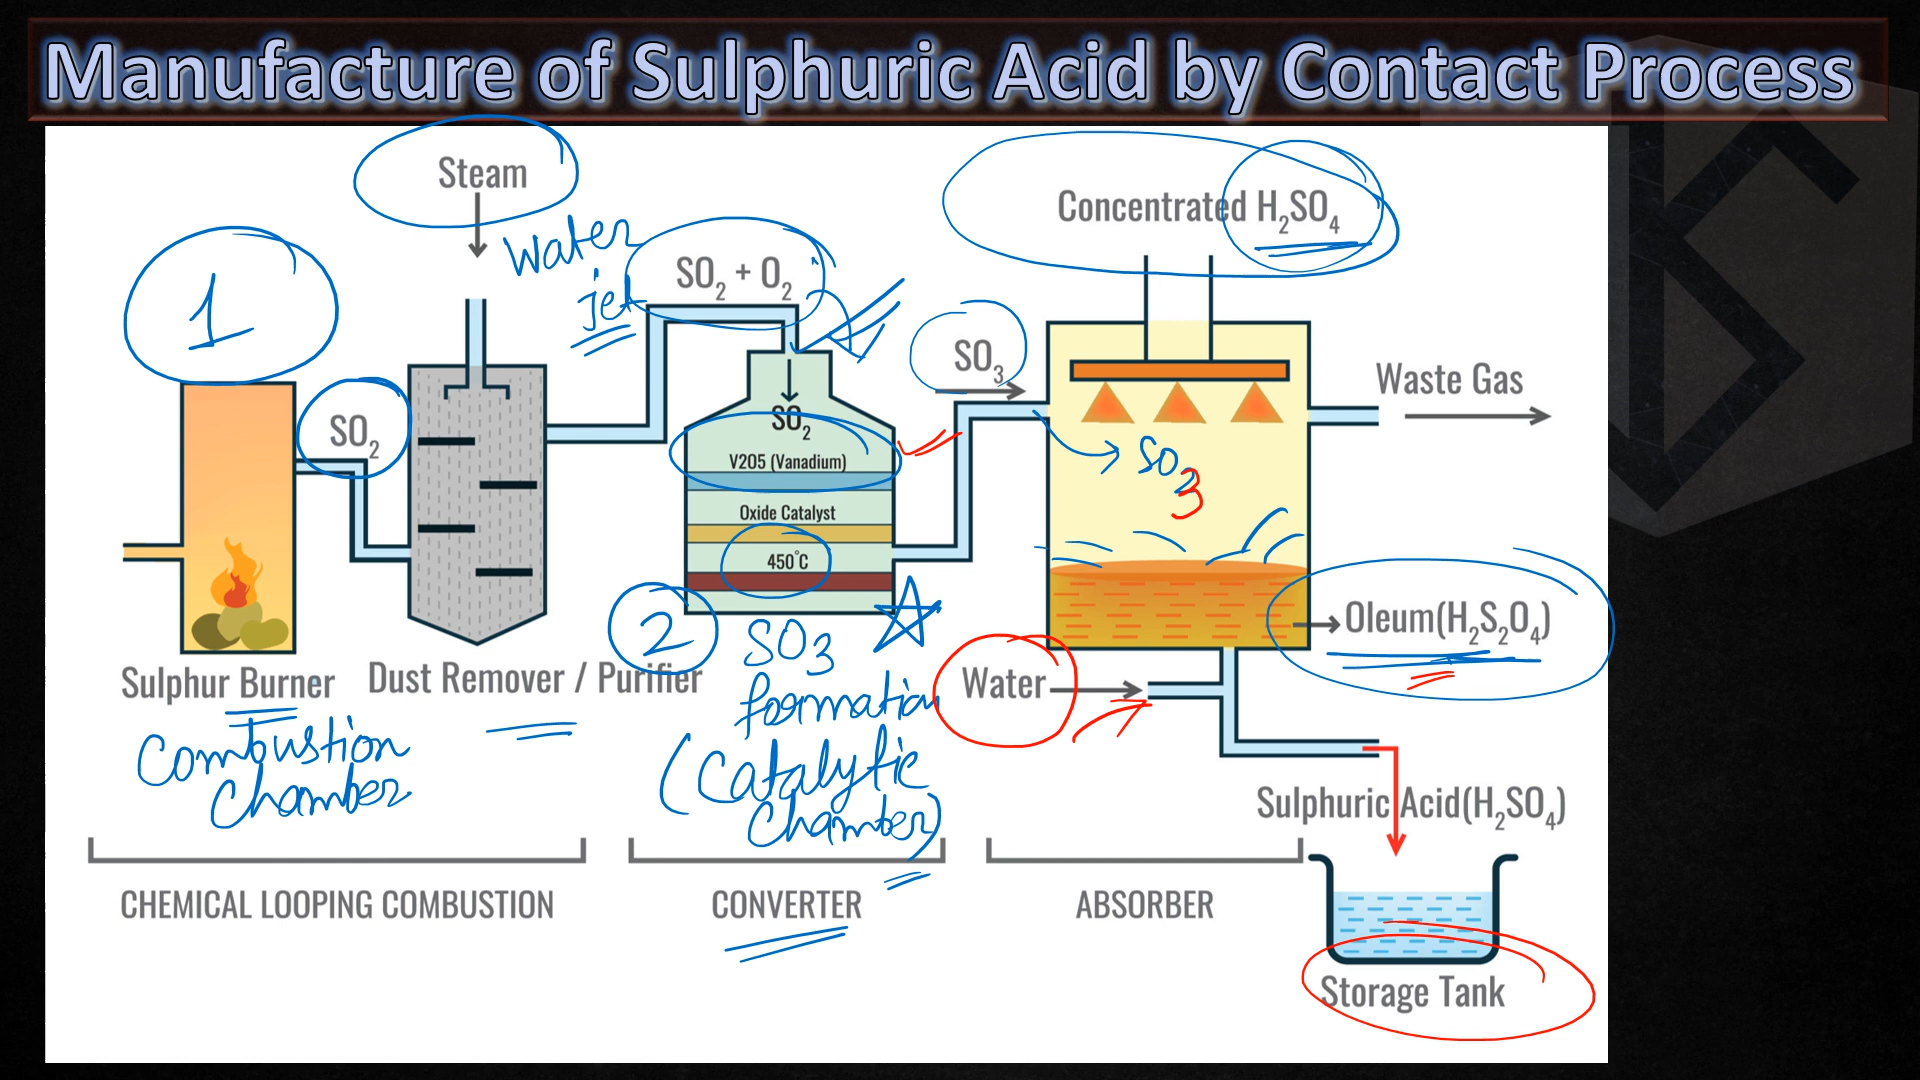 Manufacture of Sulphuric Acid by Contact Process
Steam
Water
jet
1
SO₂
SO₂ + O₂
SO₂
V2O5 (Vanadium)
Oxide Catalyst
450°C
SO₃
Concentrated H₂SO₄
Waste Gas
SO3
Oleum(H₂S₂O₄)
Water
Sulphur Burner
Combustion
Chamber
Dust Remover / Purifier
2
SO3
formation
(Catalytic
Chamber)
Sulphuric Acid(H₂SO₄)
CHEMICAL LOOPING COMBUSTION
CONVERTER
ABSORBER
Storage Tank